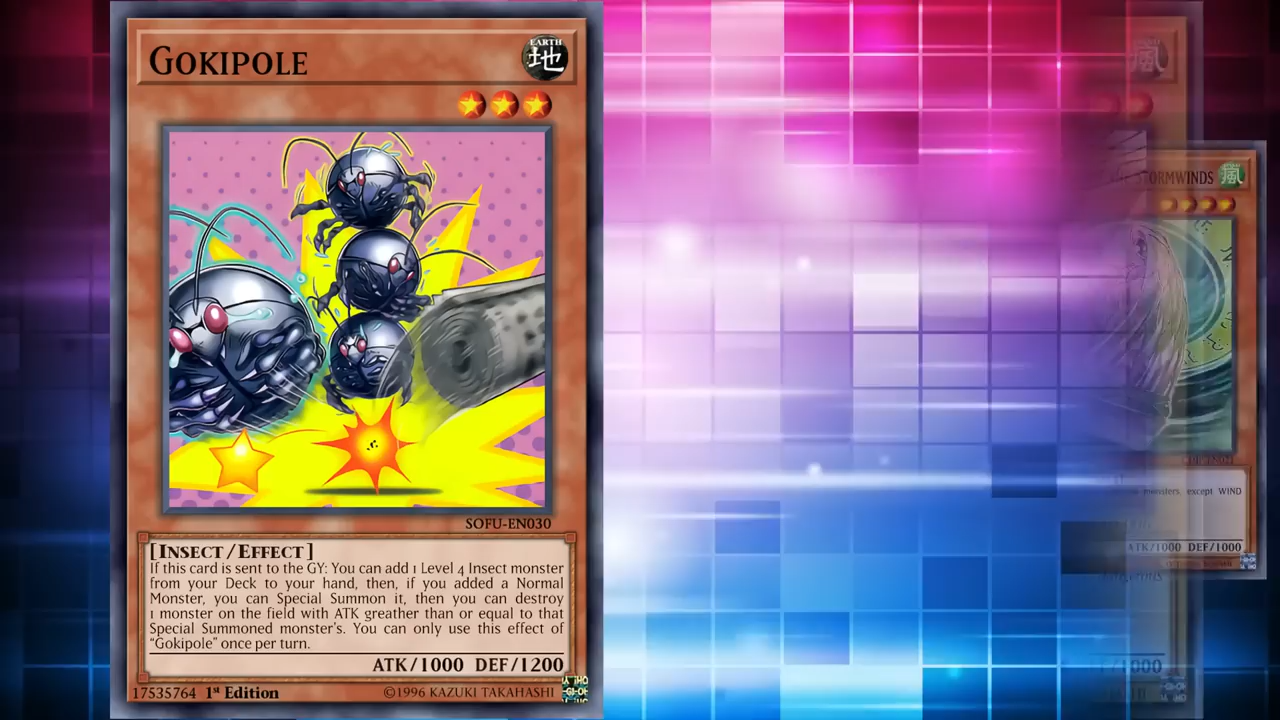 GOKIPOLE
EARTH
地
SOFU-EN030
[INSECT/EFFECT]
If this card is sent to the GY: You can add 1 Level 4 Insect monster
from your Deck to your hand, then, if you added a Normal
Monster, you can Special Summon it, then you can destroy
1 monster on the field with ATK greather than or equal to that
Special Summoned monster's. You can only use this effect of
"Gokipole" once per turn.
ATK/1000 DEF/1200
17535764 1st Edition
©1996 KAZUKI TAKAHASHI
STORMWINDS
monsters, except WIND
ATK/1000 DEF/1000
/1000